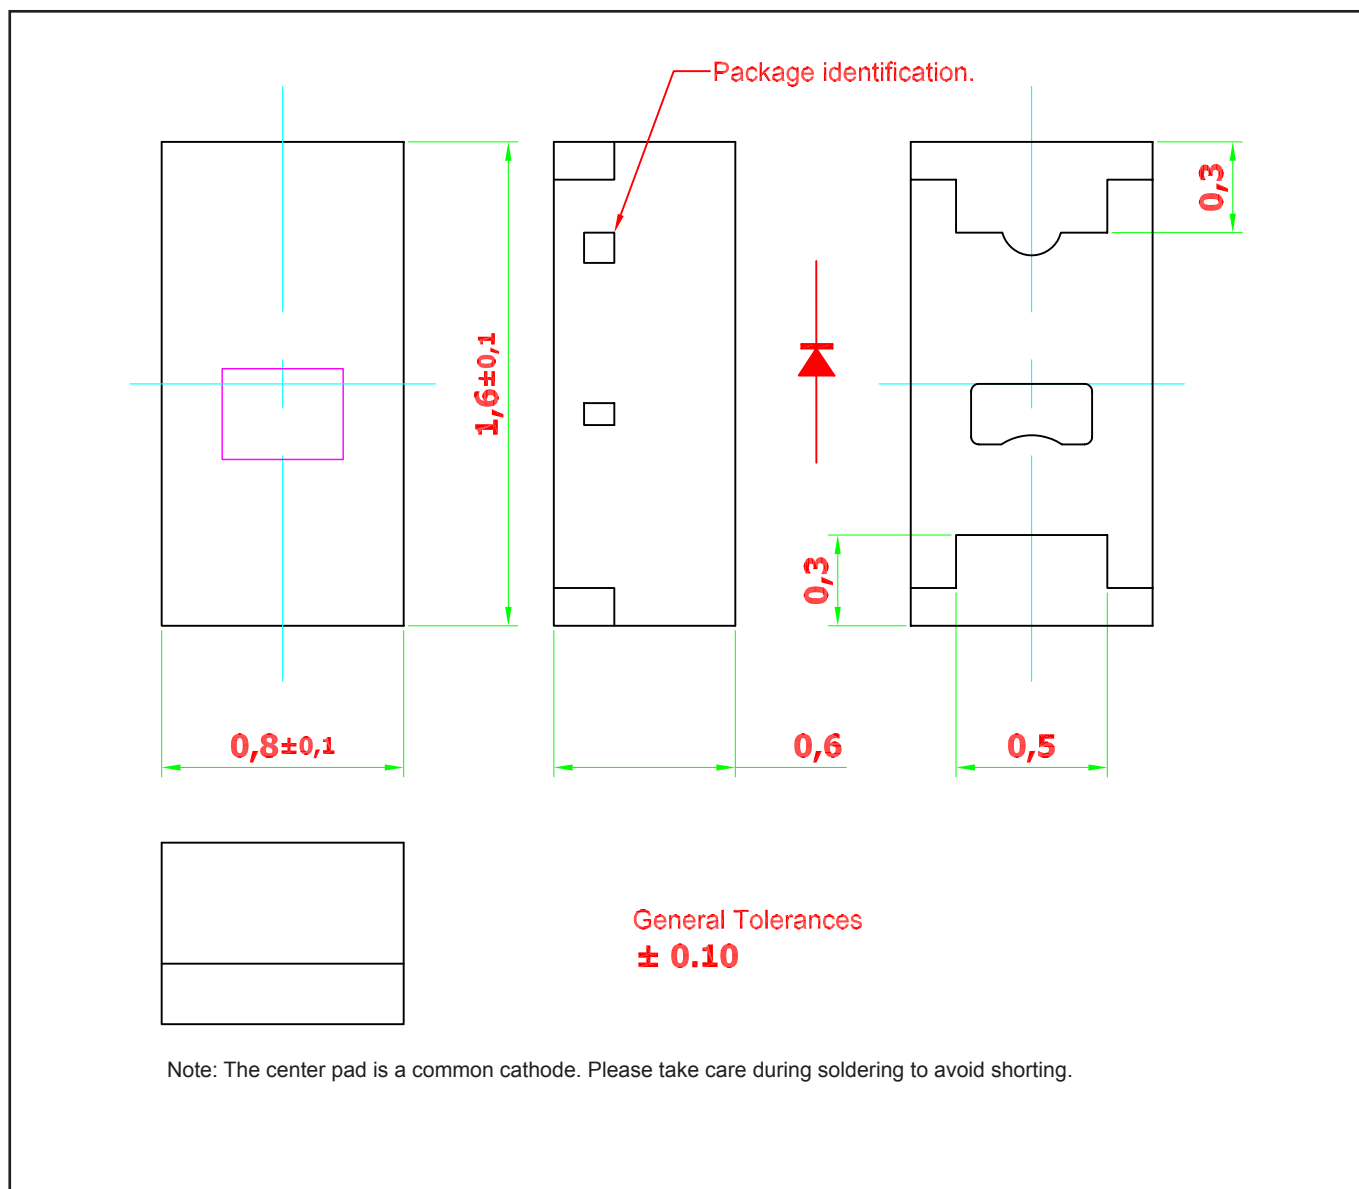 Package identification.
0,3
1,6±0,1
0,3
0,8±0,1
0,6
0,5
General Tolerances
± 0.10
Note: The center pad is a common cathode. Please take care during soldering to avoid shorting.